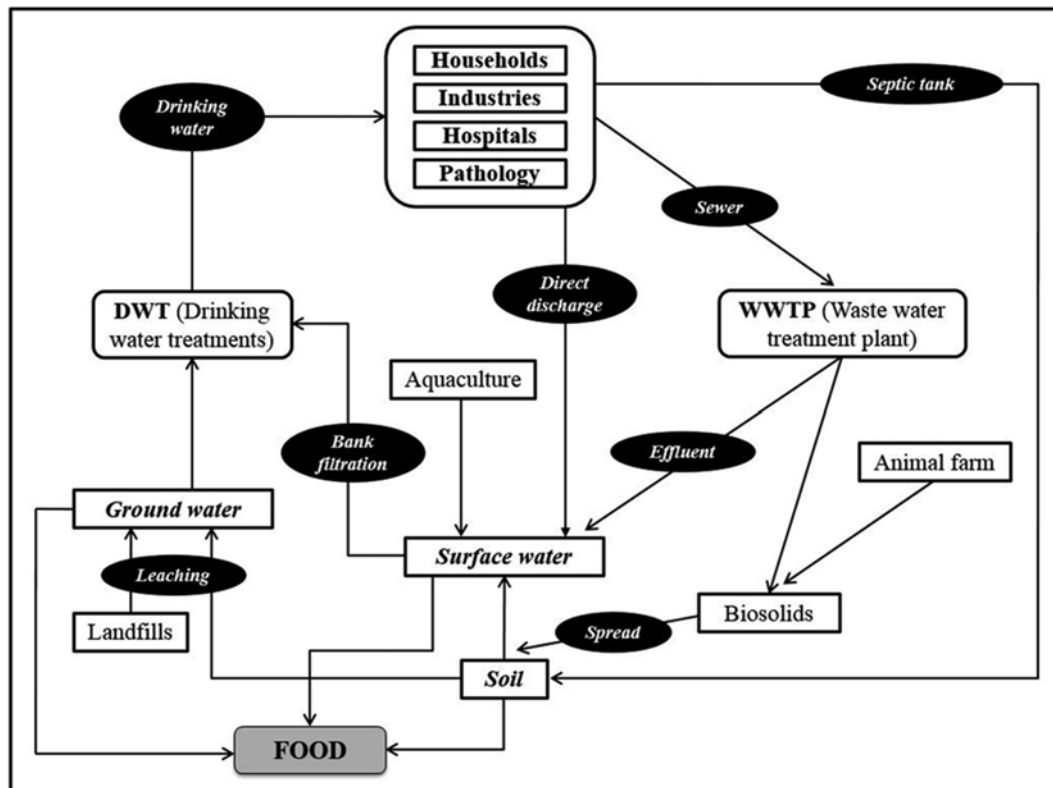 Households
Industries
Hospitals
Pathology
Septic tank
Drinking
water
Sewer
Direct
discharge
DWT (Drinking
water treatments)
WWTP (Waste water
treatment plant)
Aquaculture
Bank
filtration
Effluent
Animal farm
Ground water
Surface water
Leaching
Landfills
Biosolids
Spread
Soil
FOOD